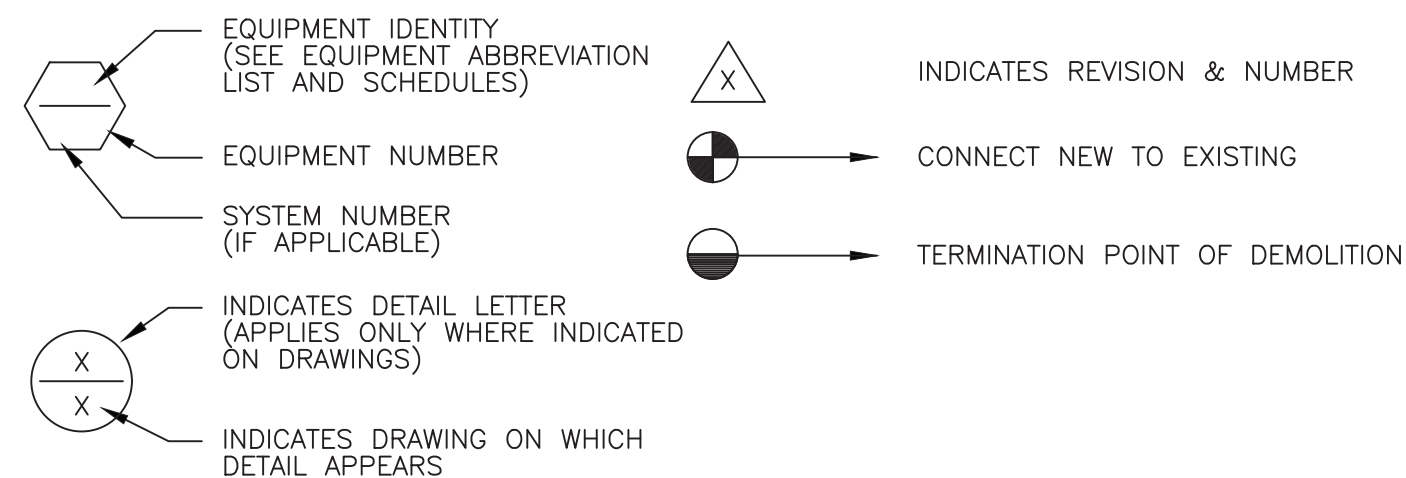 EQUIPMENT IDENTITY
(SEE EQUIPMENT ABBREVIATION
LIST AND SCHEDULES)
EQUIPMENT NUMBER
SYSTEM NUMBER
(IF APPLICABLE)
INDICATES DETAIL LETTER
(APPLIES ONLY WHERE INDICATED
ON DRAWINGS)
X
X
INDICATES DRAWING ON WHICH
DETAIL APPEARS
X
INDICATES REVISION & NUMBER
CONNECT NEW TO EXISTING
TERMINATION POINT OF DEMOLITION